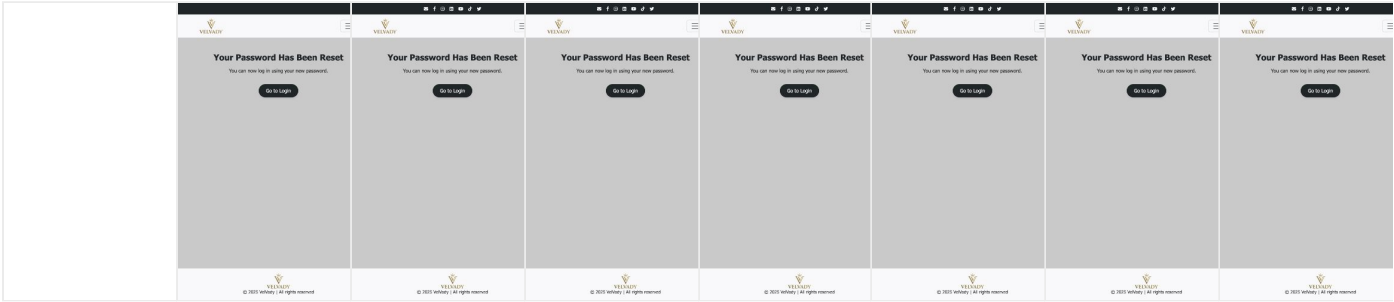 VELVADY
Your Password Has Been Reset
You can now log in using your new password.
Go to Login
VELVADY
© 2025 VelVady | All rights reserved
VELVADY
Your Password Has Been Reset
You can now log in using your new password.
Go to Login
VELVADY
© 2025 VelVady | All rights reserved
VELVADY
Your Password Has Been Reset
You can now log in using your new password.
Go to Login
VELVADY
© 2025 VelVady | All rights reserved
VELVADY
Your Password Has Been Reset
You can now log in using your new password.
Go to Login
VELVADY
© 2025 VelVady | All rights reserved
VELVADY
Your Password Has Been Reset
You can now log in using your new password.
Go to Login
VELVADY
© 2025 VelVady | All rights reserved
VELVADY
Your Password Has Been Reset
You can now log in using your new password.
Go to Login
VELVADY
© 2025 VelVady | All rights reserved
VELVADY
Your Password Has Been Reset
You can now log in using your new password.
Go to Login
VELVADY
© 2025 VelVady | All rights reserved